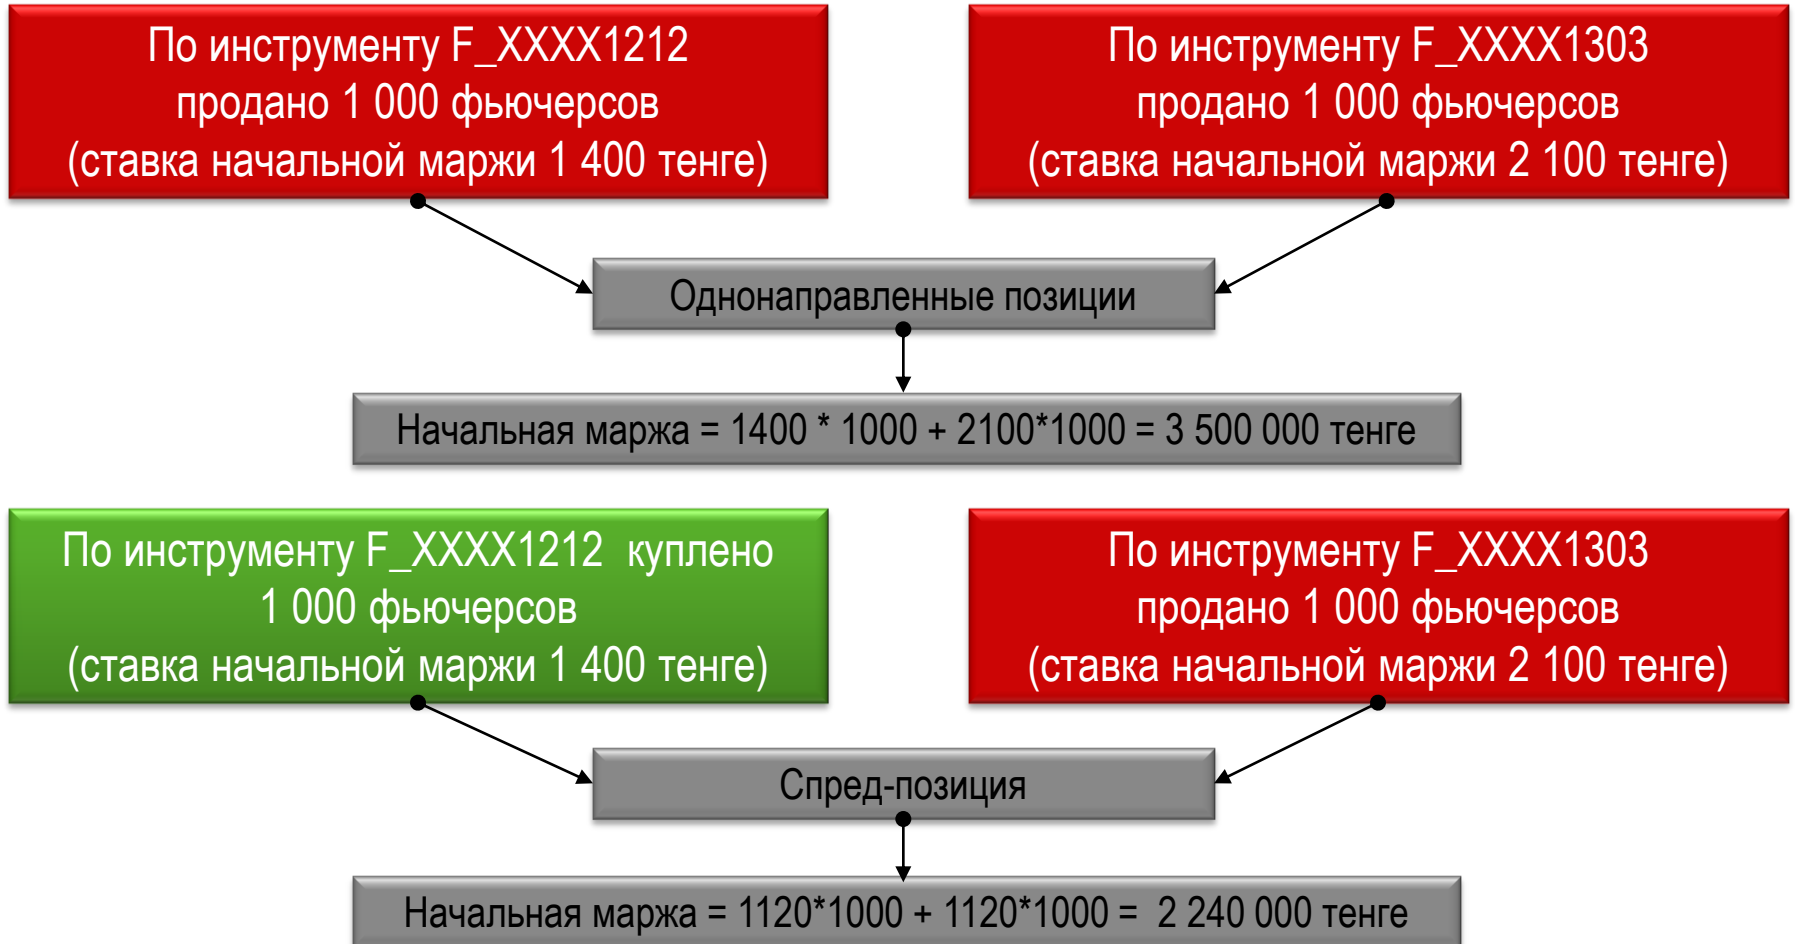 По инструменту F_XXXX1212
продано 1 000 фьючерсов
(ставка начальной маржи 1 400 тенге)
По инструменту F_XXXX1303
продано 1 000 фьючерсов
(ставка начальной маржи 2 100 тенге)
Однонаправленные позиции
Начальная маржа = 1400 * 1000 + 2100*1000 = 3 500 000 тенге
По инструменту F_XXXX1212 куплено
1 000 фьючерсов
(ставка начальной маржи 1 400 тенге)
По инструменту F_XXXX1303
продано 1 000 фьючерсов
(ставка начальной маржи 2 100 тенге)
Спред-позиция
Начальная маржа = 1120*1000 + 1120*1000 = 2 240 000 тенге